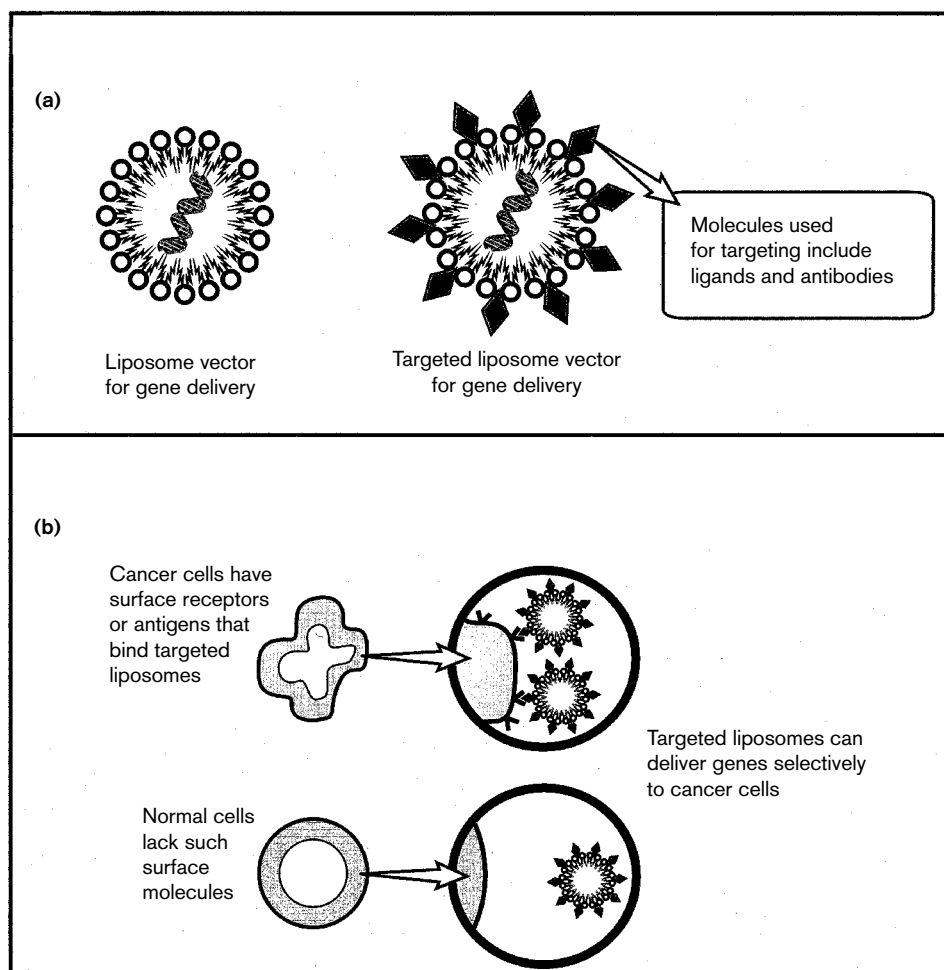 (a)
Molecules used
for targeting include
ligands and antibodies
Liposome vector
for gene delivery
Targeted liposome vector
for gene delivery
(b)
Cancer cells have
surface receptors
or antigens that
bind targeted
liposomes
Targeted liposomes can
deliver genes selectively
to cancer cells
Normal cells
lack such
surface
molecules